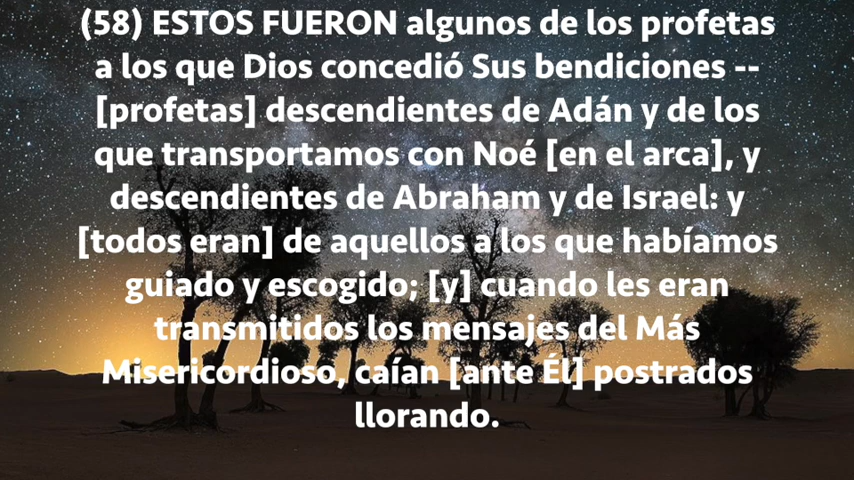 (58) ESTOS FUERON algunos de los profetas
a los que Dios concedió Sus bendiciones --
[profetas] descendientes de Adán y de los
que transportamos con Noé [en el arca], y
descendientes de Abraham y de Israel: y
[todos eran] de aquellos a los que habíamos
guiado y escogido; [y] cuando les eran
transmitidos los mensajes del Más
Misericordioso, caían [ante Él] postrados
llorando.